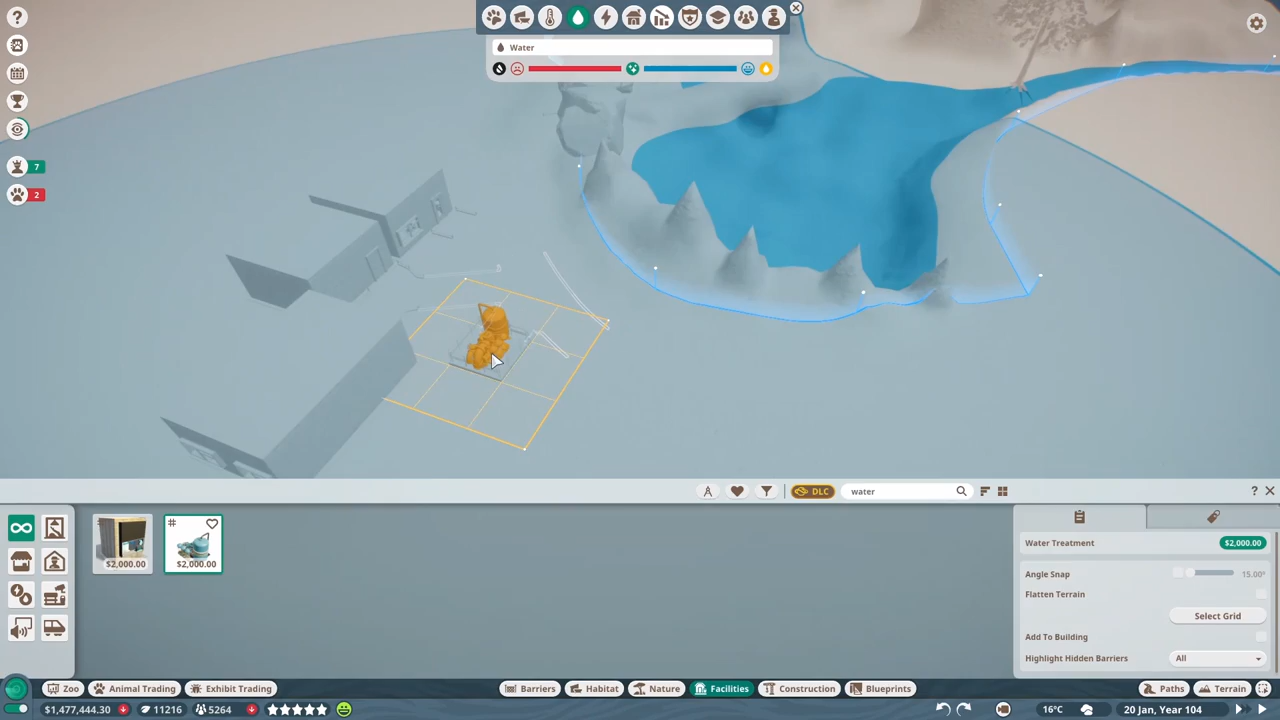 ?
Water
7
2
DLC
water
?
$2,000.00
$2,000.00
Water Treatment
$2,000.00
Angle Snap
15.00°
Flatten Terrain
Select Grid
Add To Building
Highlight Hidden Barriers
All
Zoo
Animal Trading
Exhibit Trading
Barriers
Habitat
Nature
Facilities
Construction
Blueprints
Paths
Terrain
$1,477,444.30
11216
5264
16°C
20 Jan, Year 104